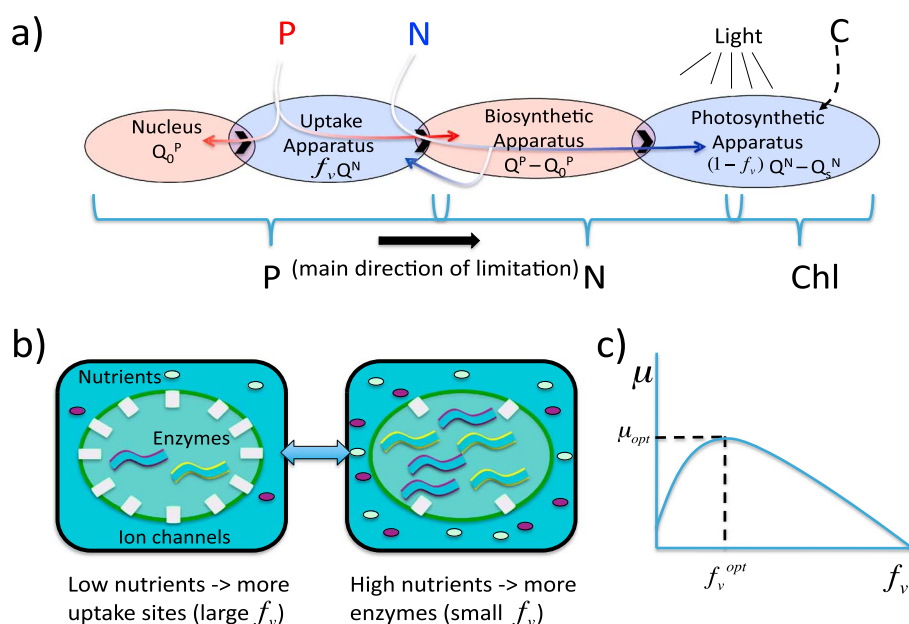 a)
P
N
Light
C
Nucleus
Q₀ᴾ
Uptake
Apparatus
fᵥQᴺ
Biosynthetic
Apparatus
Qᴾ−Q₀ᴾ
Photosynthetic
Apparatus
(1−fᵥ) Qᴺ−Qₛᴺ
P
(main direction of limitation)
N
Chl
b)
Nutrients
Enzymes
Ion channels
Low nutrients -> more
uptake sites (large fᵥ)
High nutrients -> more
enzymes (small fᵥ)
c)
μ
μₒₚₜ
fᵥᵒᵖᵗ
fᵥ